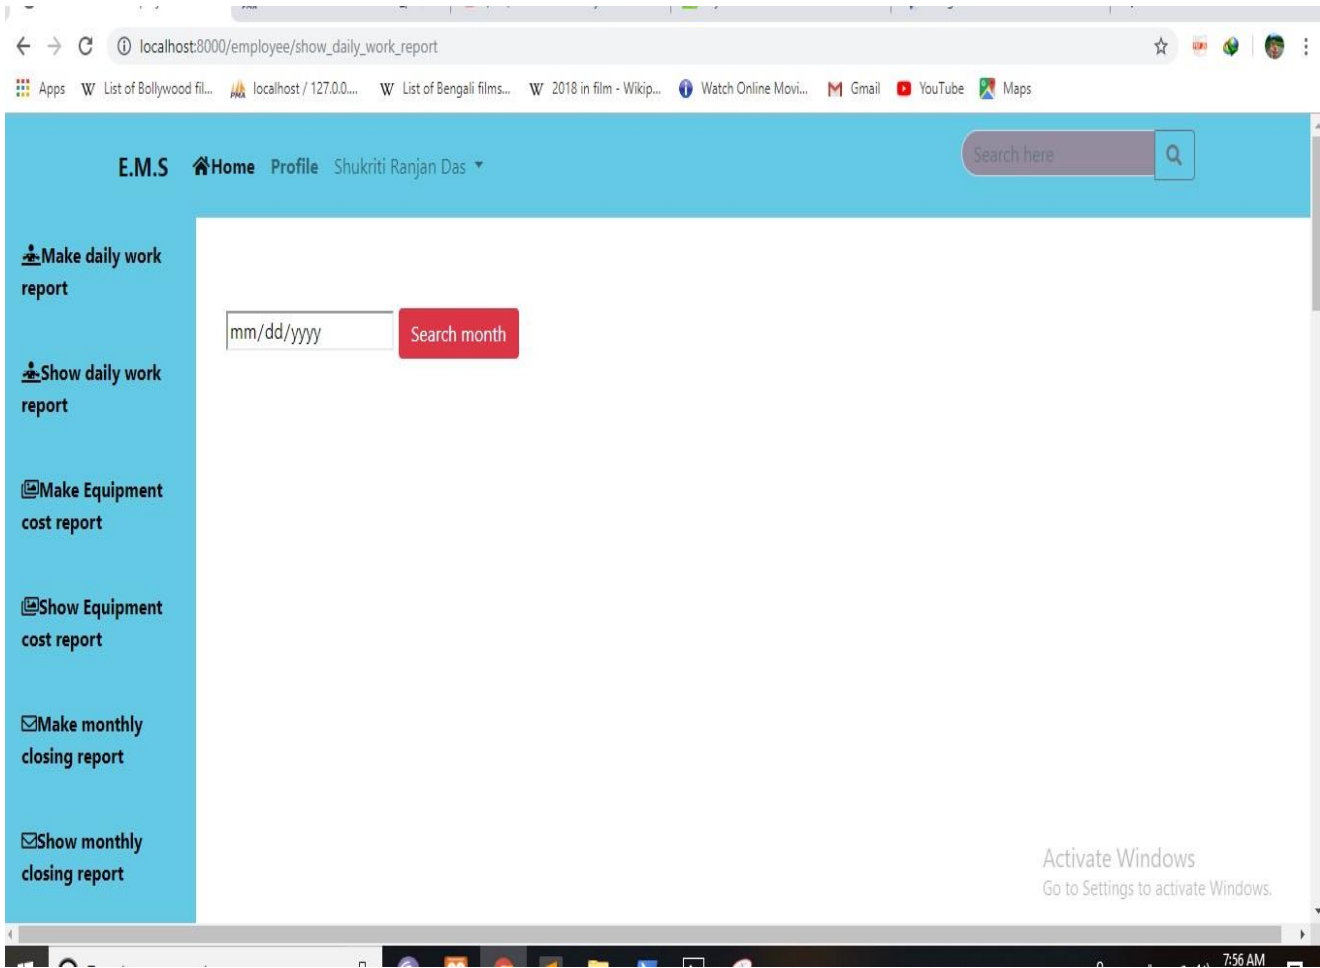 localhost:8000/employee/show_daily_work_report
Apps W List of Bollywood fil... localhost / 127.0.0.... W List of Bengali films... W 2018 in film - Wikip... Watch Online Movi... Gmail YouTube Maps
E.M.S Home Profile Shukriti Ranjan Das Search here
Make daily work
report
mm/dd/yyyy Search month
Show daily work
report
Make Equipment
cost report
Show Equipment
cost report
Make monthly
closing report
Show monthly
closing report
Activate Windows
Go to Settings to activate Windows.
7:56 AM